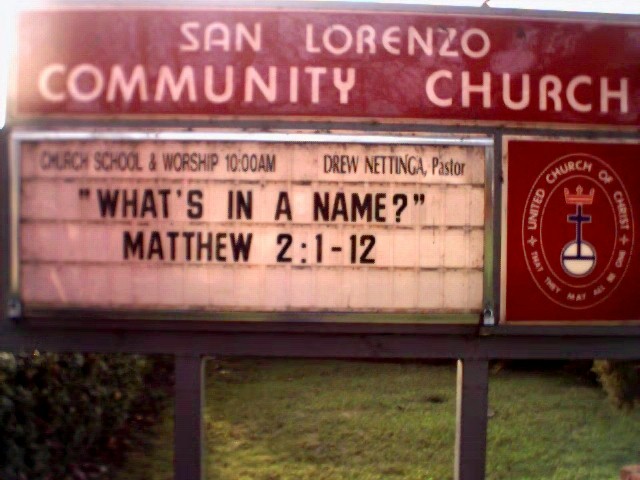 SAN LORENZO
COMMUNITY CHURCH
CHURCH SCHOOL & WORSHIP 10:00AM DREW NETTINGA, Pastor
"WHAT'S IN A NAME?"
MATTHEW 2:1-12
UNITED CHURCH OF CHRIST
THAT THEY MAY ALL BE ONE